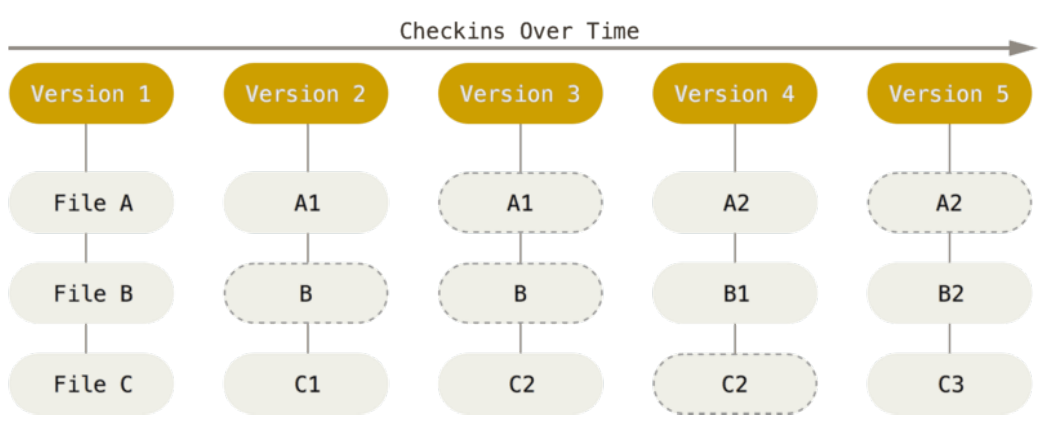 Checkins Over Time
Version 1 Version 2 Version 3 Version 4 Version 5
File A A1 A1 A2 A2
File B B B B1 B2
File C C1 C2 C2 C3